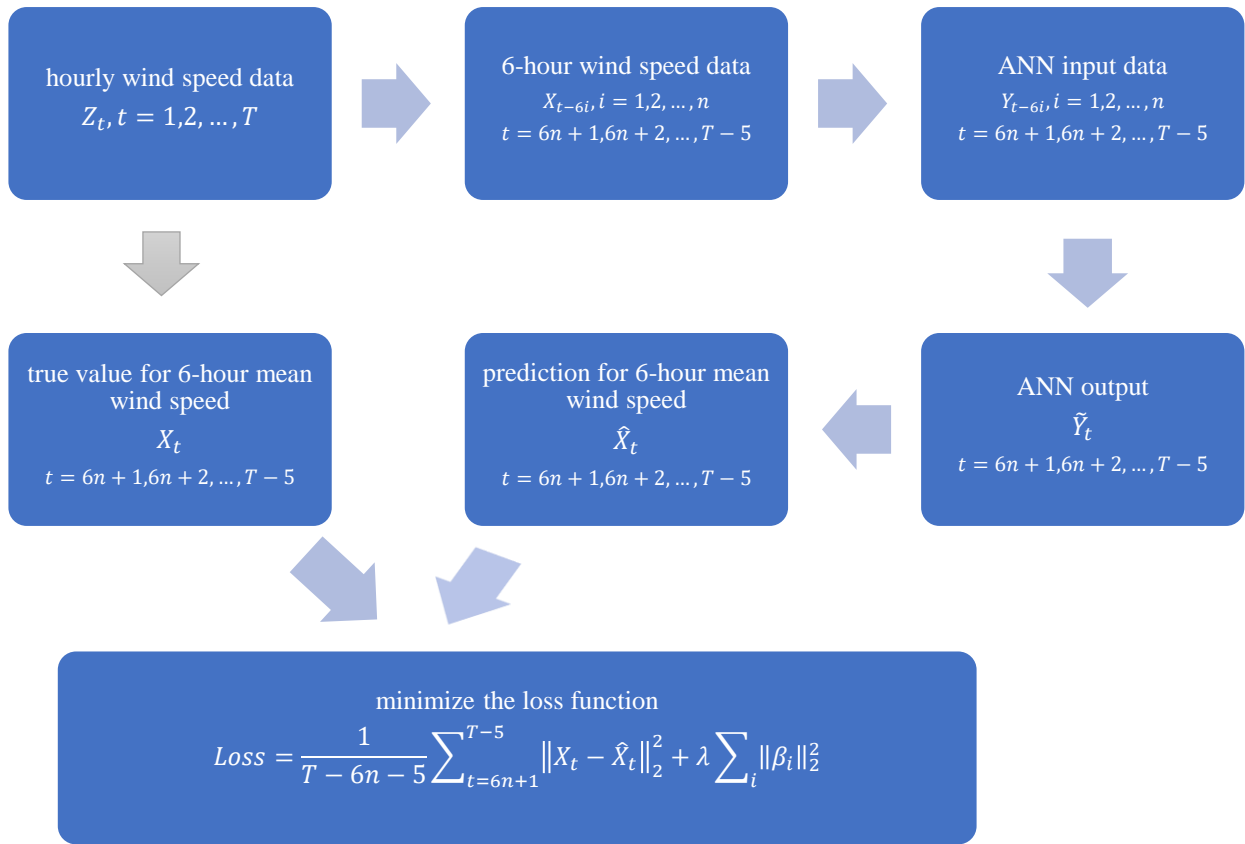 hourly wind speed data
Z_t, t = 1,2, … , T
6-hour wind speed data
X_{t−6i}, i = 1,2, … , n
t = 6n + 1,6n + 2, … , T − 5
ANN input data
Y_{t−6i}, i = 1,2, … , n
t = 6n + 1,6n + 2, … , T − 5
true value for 6-hour mean
wind speed
X_t
t = 6n + 1,6n + 2, … , T − 5
prediction for 6-hour mean
wind speed
X̂_t
t = 6n + 1,6n + 2, … , T − 5
ANN output
Ỹ_t
t = 6n + 1,6n + 2, … , T − 5
minimize the loss function
Loss = \frac{1}{T − 6n − 5} ∑_{t=6n+1}^{T−5} ‖X_t − X̂_t‖_2^2 + λ ∑_i ‖β_i‖_2^2